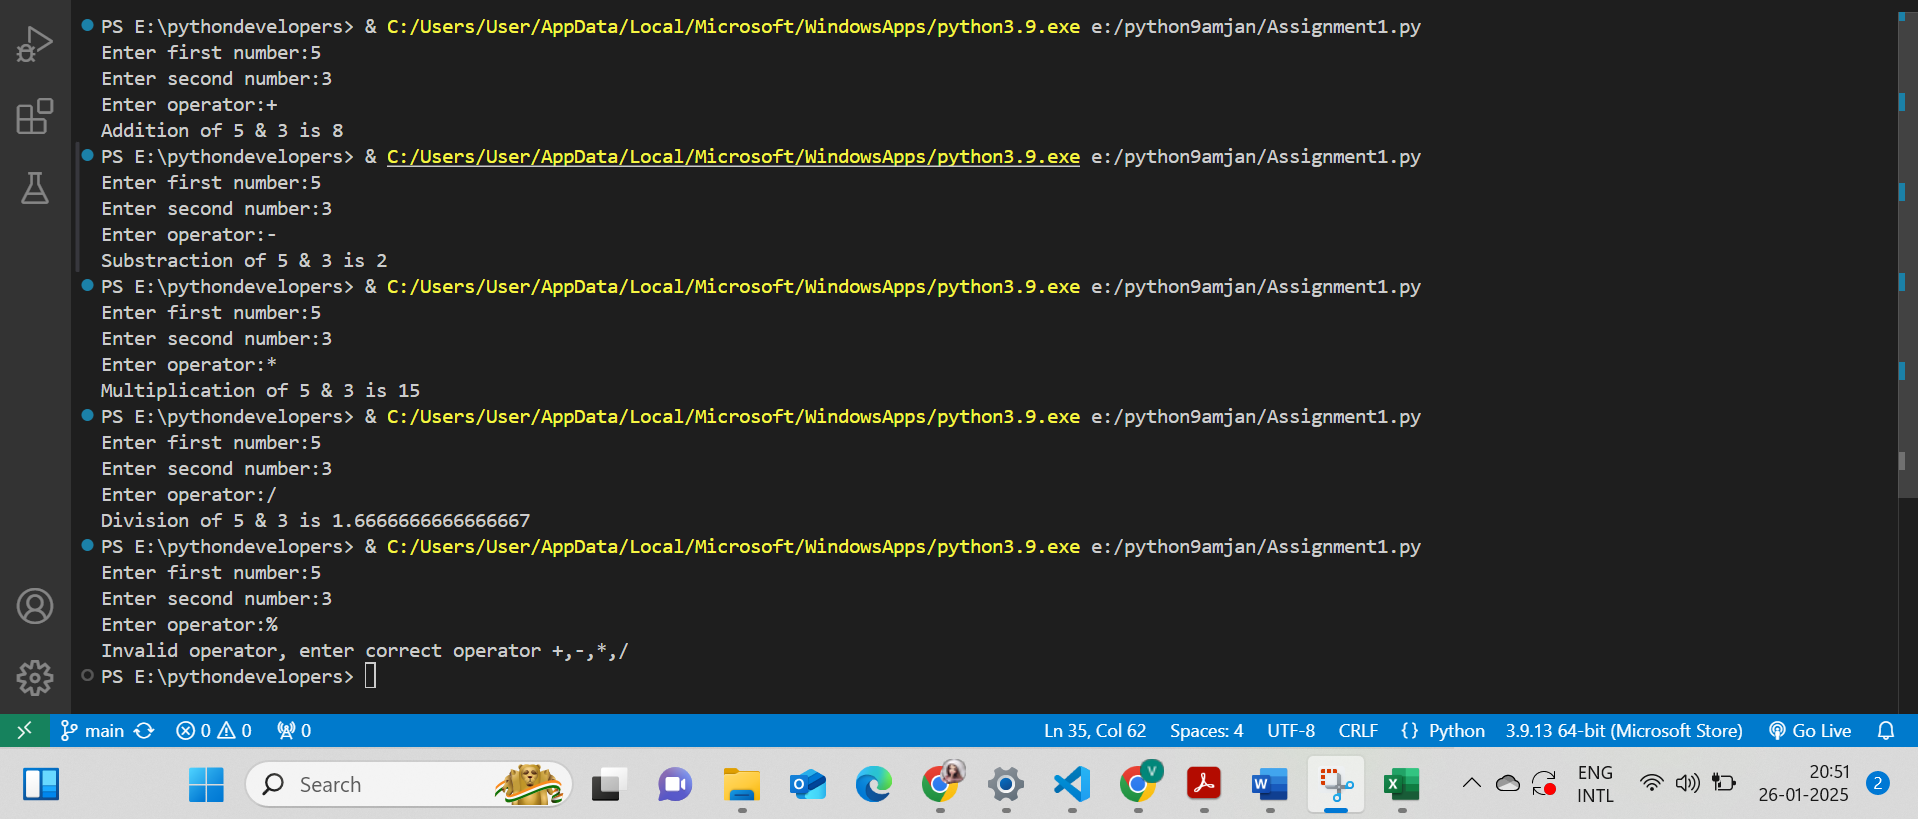 PS E:\pythondevelopers> & C:/Users/User/AppData/Local/Microsoft/WindowsApps/python3.9.exe e:/python9amjan/Assignment1.py
Enter first number:5
Enter second number:3
Enter operator:+
Addition of 5 & 3 is 8
PS E:\pythondevelopers> & C:/Users/User/AppData/Local/Microsoft/WindowsApps/python3.9.exe e:/python9amjan/Assignment1.py
Enter first number:5
Enter second number:3
Enter operator:-
Substraction of 5 & 3 is 2
PS E:\pythondevelopers> & C:/Users/User/AppData/Local/Microsoft/WindowsApps/python3.9.exe e:/python9amjan/Assignment1.py
Enter first number:5
Enter second number:3
Enter operator:*
Multiplication of 5 & 3 is 15
PS E:\pythondevelopers> & C:/Users/User/AppData/Local/Microsoft/WindowsApps/python3.9.exe e:/python9amjan/Assignment1.py
Enter first number:5
Enter second number:3
Enter operator:/
Division of 5 & 3 is 1.6666666666666667
PS E:\pythondevelopers> & C:/Users/User/AppData/Local/Microsoft/WindowsApps/python3.9.exe e:/python9amjan/Assignment1.py
Enter first number:5
Enter second number:3
Enter operator:%
Invalid operator, enter correct operator +,-,*,/
PS E:\pythondevelopers>
main 0 0 0 Ln 35, Col 62 Spaces: 4 UTF-8 CRLF {} Python 3.9.13 64-bit (Microsoft Store) Go Live
Search V W X ENG 20:51 2
INTL 26-01-2025